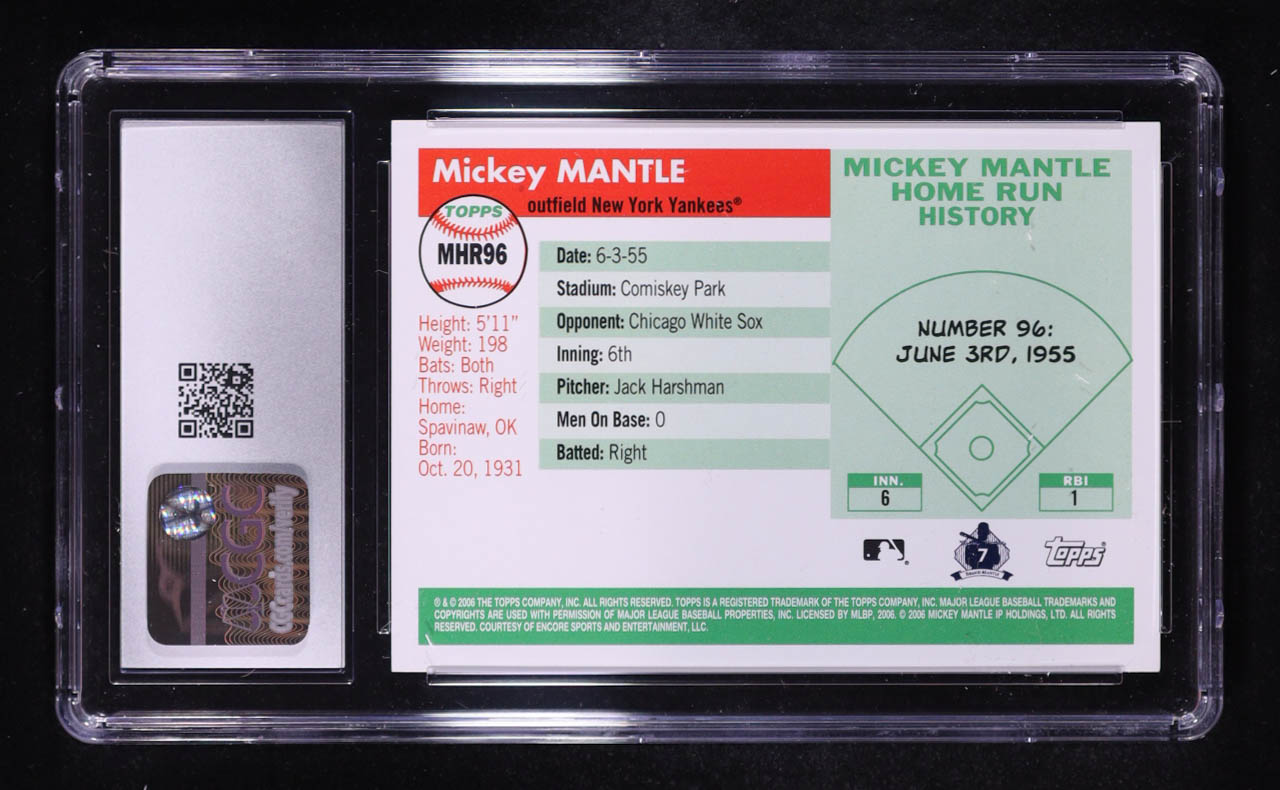 Mickey MANTLE
outfield New York Yankees®
TOPPS
MHR96
Height: 5'11"
Weight: 198
Bats: Both
Throws: Right
Home:
Spavinaw, OK
Born:
Oct. 20, 1931
Date: 6-3-55
Stadium: Comiskey Park
Opponent: Chicago White Sox
Inning: 6th
Pitcher: Jack Harshman
Men On Base: 0
Batted: Right
MICKEY MANTLE
HOME RUN
HISTORY
NUMBER 96:
JUNE 3RD, 1955
INN.
6
RBI
1
7
MICKEY MANTLE
Topps®
® & © 2006 THE TOPPS COMPANY, INC. ALL RIGHTS RESERVED. TOPPS IS A REGISTERED TRADEMARK OF THE TOPPS COMPANY, INC. MAJOR LEAGUE BASEBALL TRADEMARKS AND
COPYRIGHTS ARE USED WITH PERMISSION OF MAJOR LEAGUE BASEBALL PROPERTIES, INC. LICENSED BY MLBP, 2006. © 2006 MICKEY MANTLE IP HOLDINGS, LTD. ALL RIGHTS
RESERVED. COURTESY OF ENCORE SPORTS AND ENTERTAINMENT, LLC.
CGC
cgccards.com/verify